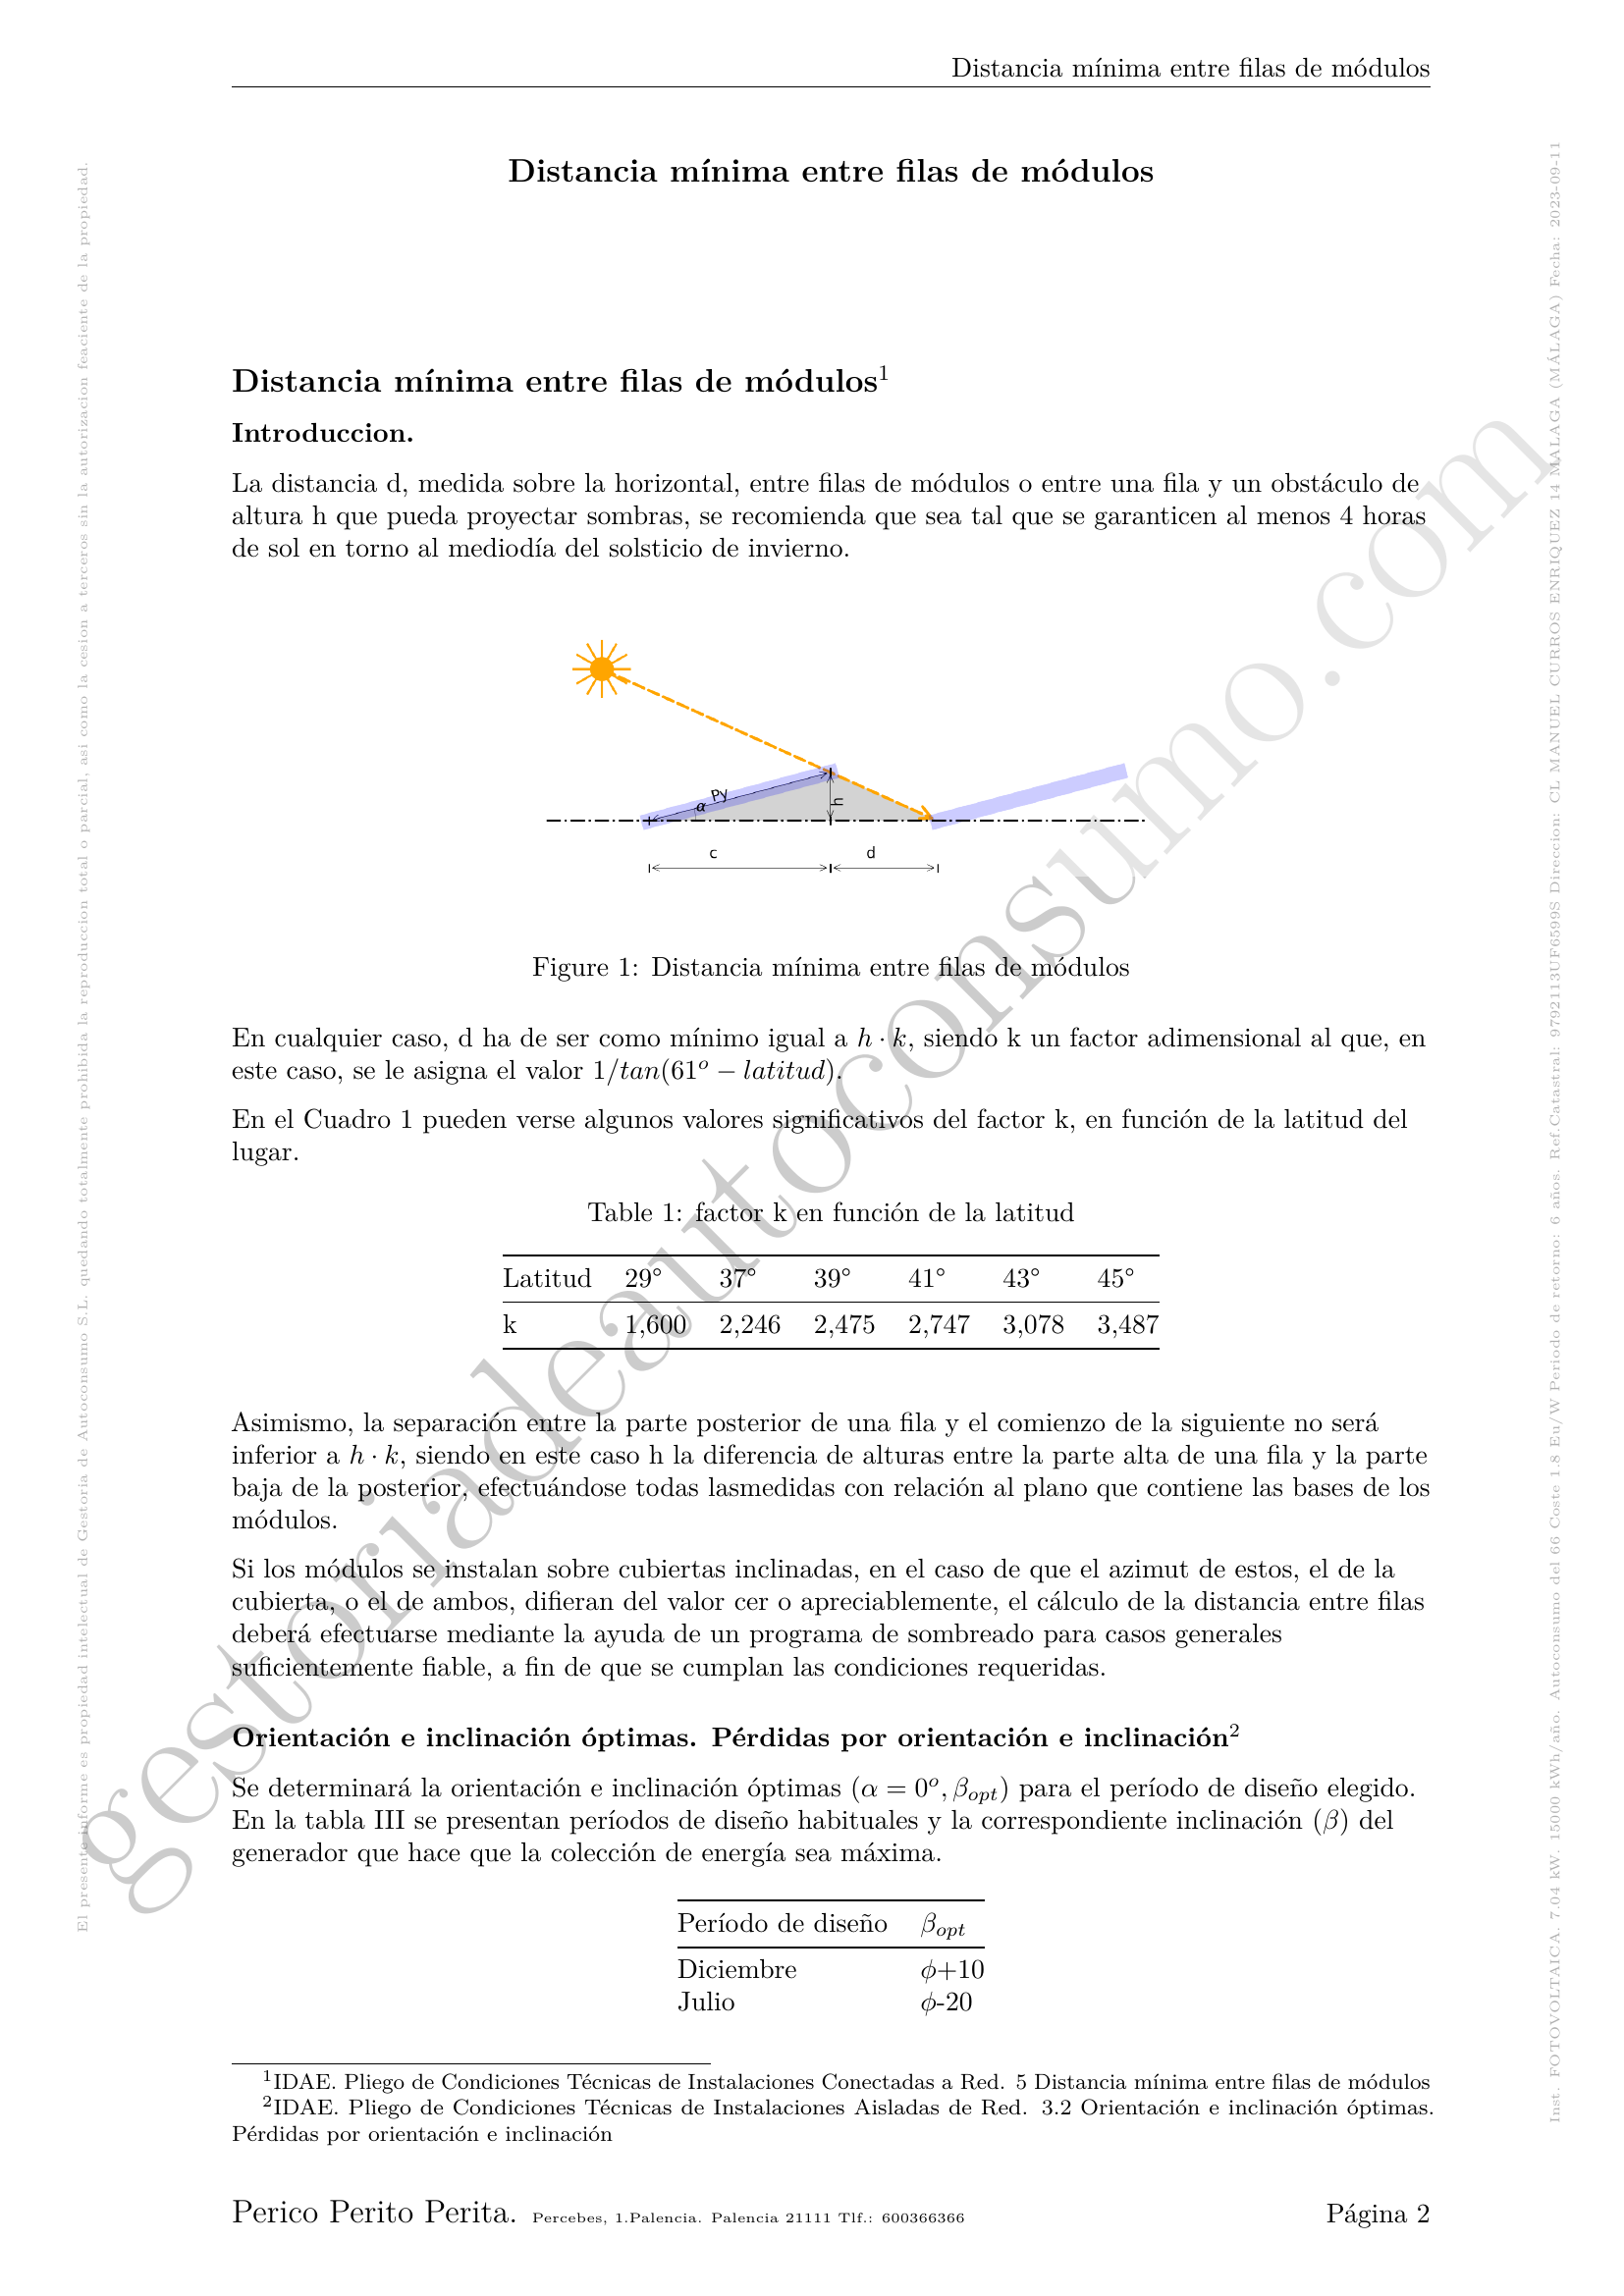 Distancia mínima entre filas de módulos
Distancia mínima entre filas de módulos
Distancia mínima entre filas de módulos¹
Introduccion.
La distancia d, medida sobre la horizontal, entre filas de módulos o entre una fila y un obstáculo de
altura h que pueda proyectar sombras, se recomienda que sea tal que se garanticen al menos 4 horas
de sol en torno al mediodía del solsticio de invierno.
Py
α
h
c
d
Figure 1: Distancia mínima entre filas de módulos
En cualquier caso, d ha de ser como mínimo igual a h · k, siendo k un factor adimensional al que, en
este caso, se le asigna el valor 1/tan(61º − latitud).
En el Cuadro 1 pueden verse algunos valores significativos del factor k, en función de la latitud del
lugar.
Table 1: factor k en función de la latitud
Latitud 29° 37° 39° 41° 43° 45°
k 1,600 2,246 2,475 2,747 3,078 3,487
Asimismo, la separación entre la parte posterior de una fila y el comienzo de la siguiente no será
inferior a h · k, siendo en este caso h la diferencia de alturas entre la parte alta de una fila y la parte
baja de la posterior, efectuándose todas lasmedidas con relación al plano que contiene las bases de los
módulos.
Si los módulos se instalan sobre cubiertas inclinadas, en el caso de que el azimut de estos, el de la
cubierta, o el de ambos, difieran del valor cer o apreciablemente, el cálculo de la distancia entre filas
deberá efectuarse mediante la ayuda de un programa de sombreado para casos generales
suficientemente fiable, a fin de que se cumplan las condiciones requeridas.
Orientación e inclinación óptimas. Pérdidas por orientación e inclinación²
Se determinará la orientación e inclinación óptimas (α = 0º, βopt) para el período de diseño elegido.
En la tabla III se presentan períodos de diseño habituales y la correspondiente inclinación (β) del
generador que hace que la colección de energía sea máxima.
Período de diseño βopt
Diciembre ϕ+10
Julio ϕ-20
¹IDAE. Pliego de Condiciones Técnicas de Instalaciones Conectadas a Red. 5 Distancia mínima entre filas de módulos
²IDAE. Pliego de Condiciones Técnicas de Instalaciones Aisladas de Red. 3.2 Orientación e inclinación óptimas.
Pérdidas por orientación e inclinación
Perico Perito Perita. Percebes, 1.Palencia. Palencia 21111 Tlf.: 600366366
Página 2
El presente informe es propiedad intelectual de Gestoria de Autoconsumo S.L. quedando totalmente prohibida la reproduccion total o parcial, asi como la cesion a terceros sin la autorizacion feaciente de la propiedad.
Inst. FOTOVOLTAICA. 7.04 kW. 15000 kWh/año. Autoconsumo del 66 Coste 1.8 Eu/W Periodo de retorno: 6 años. Ref.Catastral: 9792113UF6599S Direccion: CL MANUEL CURROS ENRIQUEZ 14 MALAGA (MÁLAGA) Fecha: 2023-09-11
gestoriadeautoconsumo.com